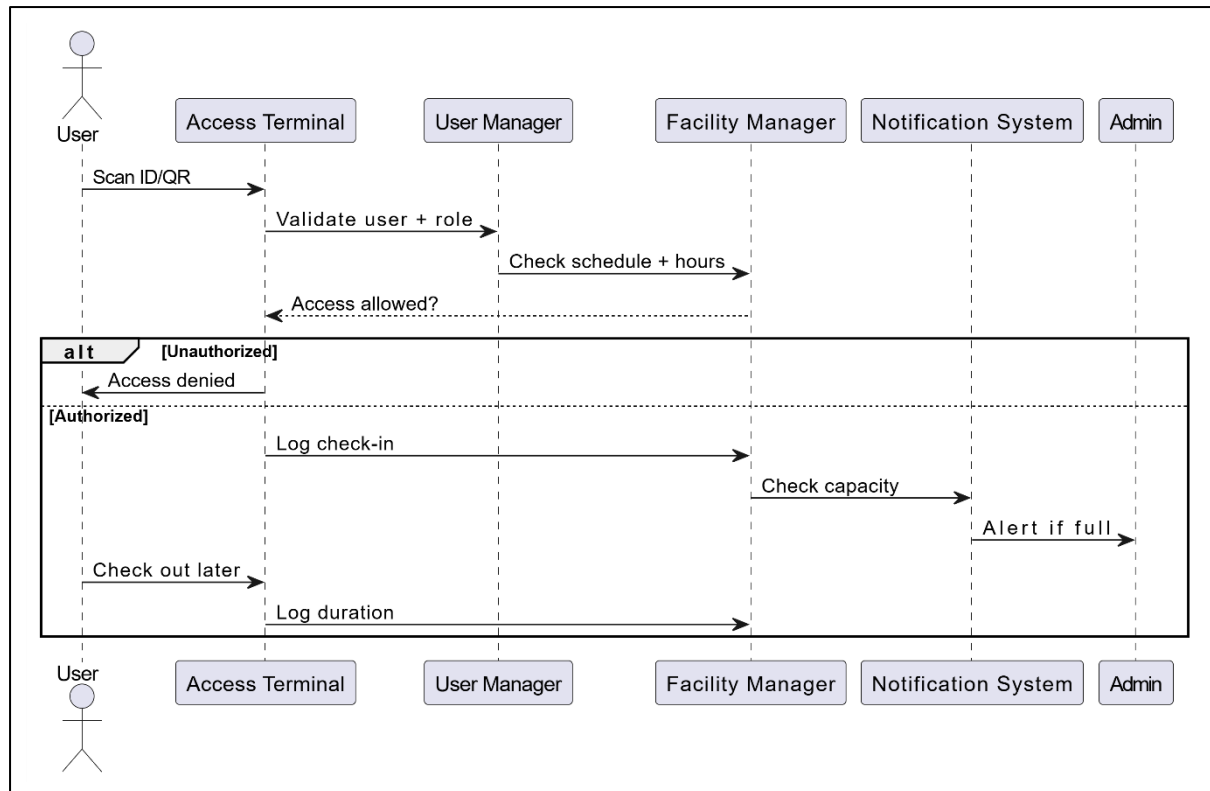 User
Access Terminal
User Manager
Facility Manager
Notification System
Admin
Scan ID/QR
Validate user + role
Check schedule + hours
Access allowed?
alt
[Unauthorized]
Access denied
[Authorized]
Log check-in
Check capacity
Alert if full
Check out later
Log duration
User
Access Terminal
User Manager
Facility Manager
Notification System
Admin